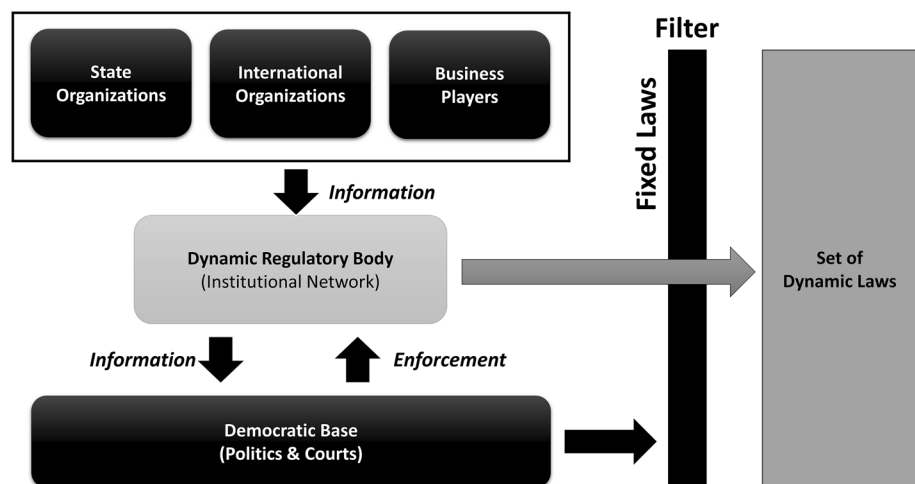 State
Organizations
International
Organizations
Business
Players
Information
Dynamic Regulatory Body
(Institutional Network)
Information
Enforcement
Democratic Base
(Politics & Courts)
Filter
Fixed Laws
Set of
Dynamic Laws